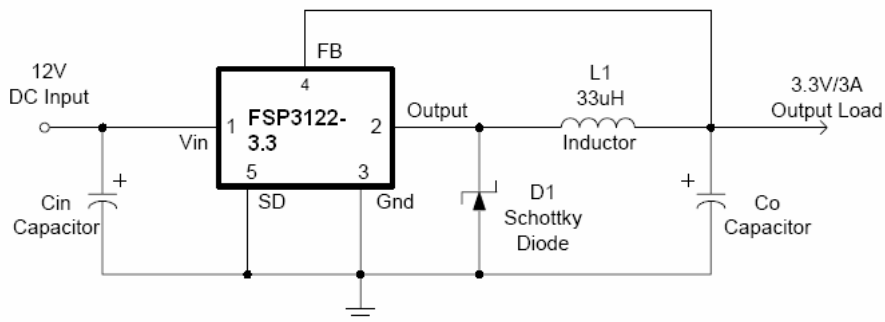 FB
4
12V
DC Input
L1
33uH
3.3V/3A
Output Load
FSP3122-
3.3
Output
Vin
1
2
Inductor
5
3
SD
Gnd
Cin
Capacitor
D1
Schottky
Diode
Co
Capacitor
+
+